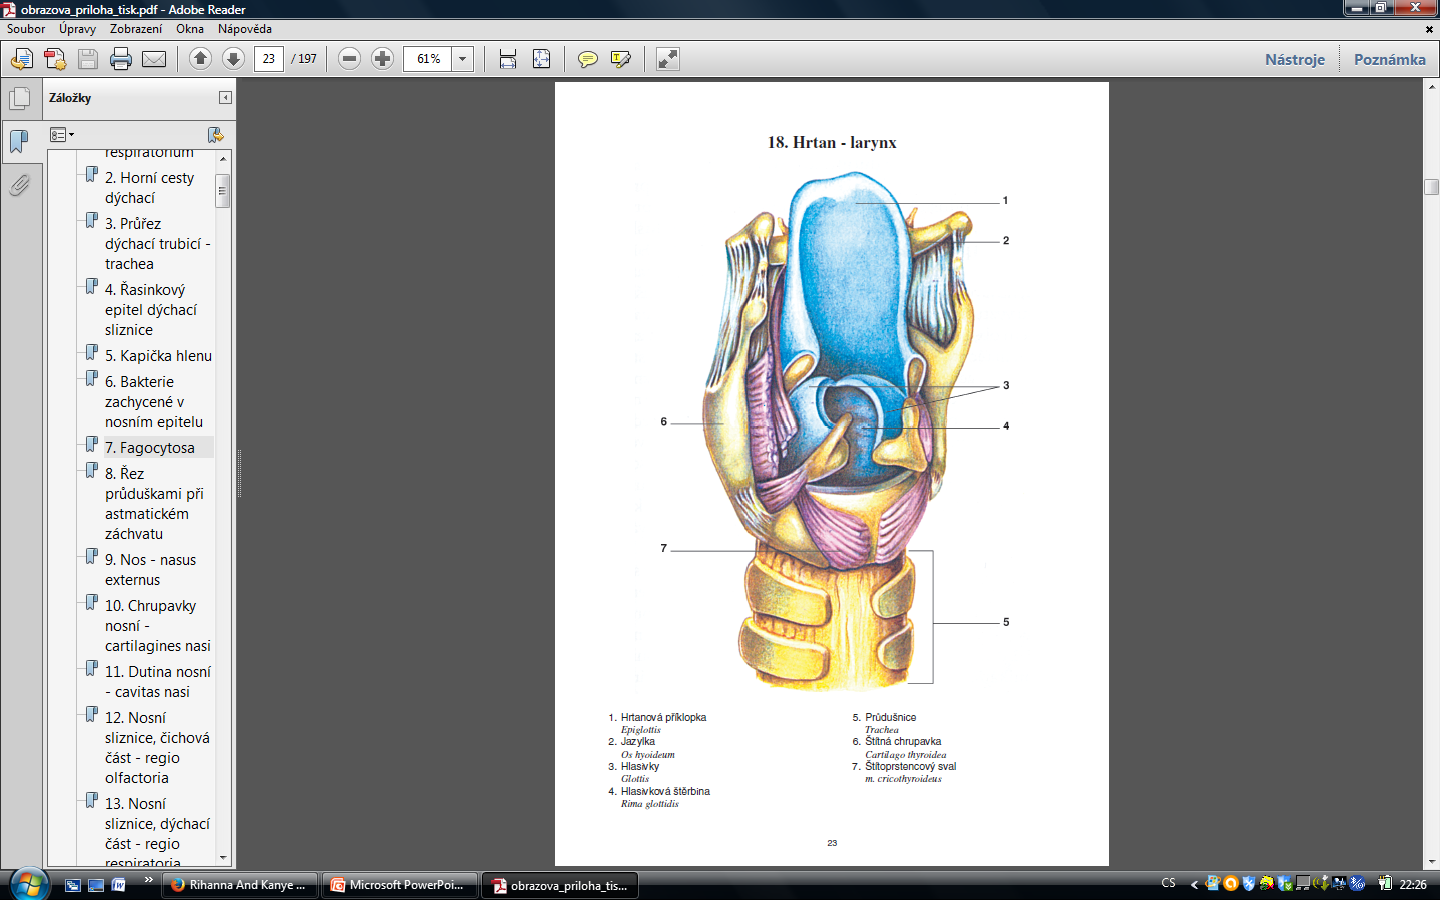 obrazova_priloha_tisk.pdf - Adobe Reader
Soubor Úpravy Zobrazení Okna Nápověda
23 / 197 61% Nástroje Poznámka
Záložky
respiratorium
2. Horní cesty
dýchací
3. Průřez
dýchací trubicí -
trachea
4. Řasinkový
epitel dýchací
sliznice
5. Kapička hlenu
6. Bakterie
zachycené v
nosním epitelu
7. Fagocytosa
8. Řez
průduškami při
astmatickém
záchvatu
9. Nos - nasus
externus
10. Chrupavky
nosní -
cartilagines nasi
11. Dutina nosní
- cavitas nasi
12. Nosní
sliznice, čichová
část - regio
olfactoria
13. Nosní
sliznice, dýchací
část - regio
respiratoria
18. Hrtan - larynx
1
2
3
6
4
7
5
1. Hrtanová příklopka
Epiglottis
2. Jazylka
Os hyoideum
3. Hlasivky
Glottis
4. Hlasivková štěrbina
Rima glottidis
5. Průdušnice
Trachea
6. Štítná chrupavka
Cartilago thyroidea
7. Štítoprstencový sval
m. cricothyroideus
23
Rihanna And Kanye ... Microsoft PowerPoi... obrazova_priloha_tis... CS 22:26